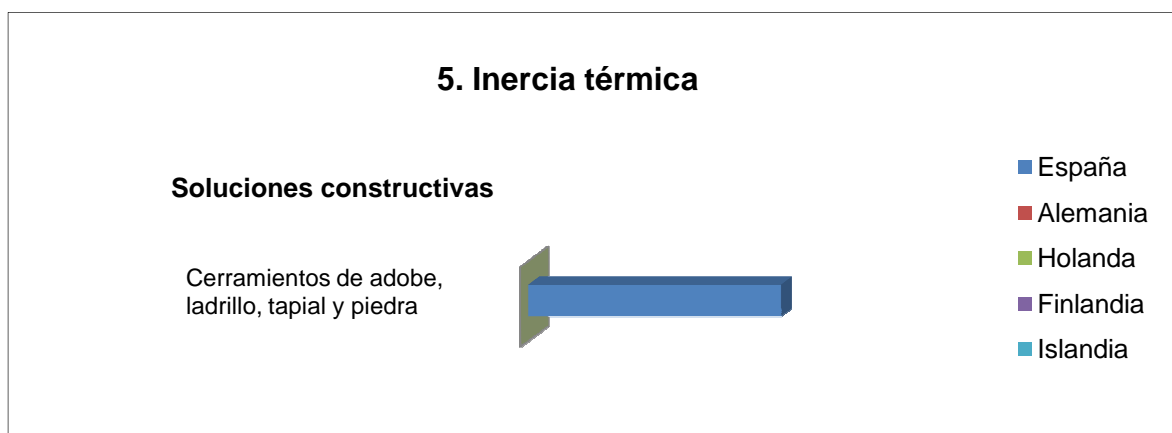 5. Inercia térmica
Soluciones constructivas
Cerramientos de adobe,
ladrillo, tapial y piedra
España
Alemania
Holanda
Finlandia
Islandia